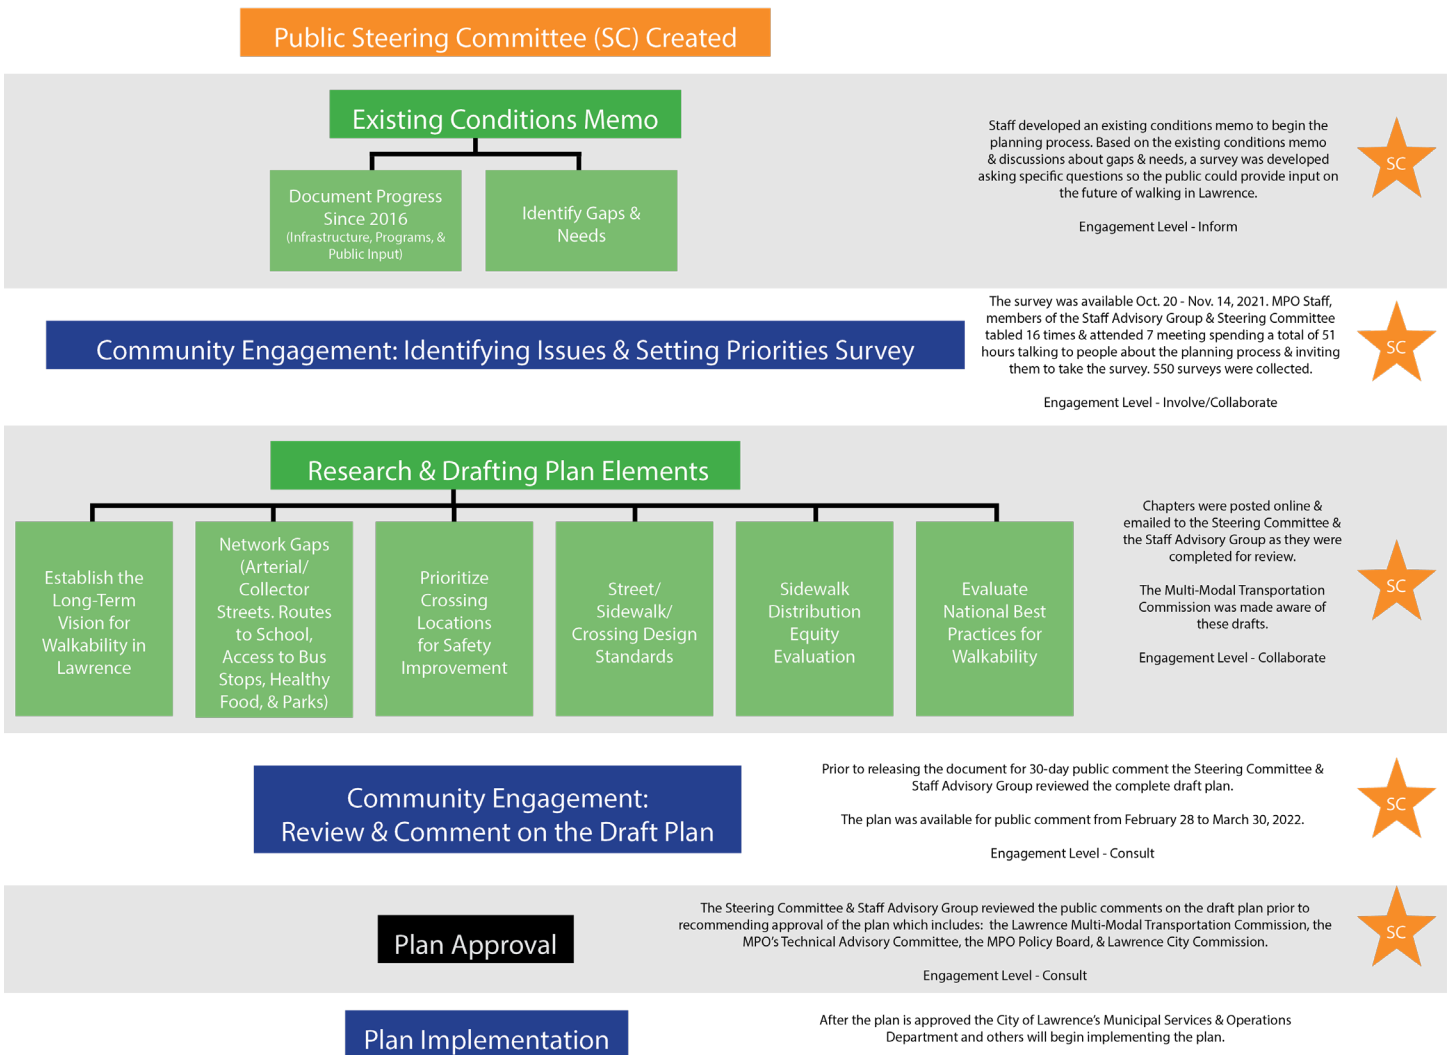 Public Steering Committee (SC) Created
Existing Conditions Memo
Document Progress
Since 2016
(Infrastructure, Programs, &
Public Input)
Identify Gaps &
Needs
Staff developed an existing conditions memo to begin the
planning process. Based on the existing conditions memo
& discussions about gaps & needs, a survey was developed
asking specific questions so the public could provide input on
the future of walking in Lawrence.
Engagement Level - Inform
SC
Community Engagement: Identifying Issues & Setting Priorities Survey
The survey was available Oct. 20 - Nov. 14, 2021. MPO Staff,
members of the Staff Advisory Group & Steering Committee
tabled 16 times & attended 7 meeting spending a total of 51
hours talking to people about the planning process & inviting
them to take the survey. 550 surveys were collected.
Engagement Level - Involve/Collaborate
SC
Research & Drafting Plan Elements
Establish the
Long-Term
Vision for
Walkability in
Lawrence
Network Gaps
(Arterial/
Collector
Streets. Routes
to School,
Access to Bus
Stops, Healthy
Food, & Parks)
Prioritize
Crossing
Locations
for Safety
Improvement
Street/
Sidewalk/
Crossing Design
Standards
Sidewalk
Distribution
Equity
Evaluation
Evaluate
National Best
Practices for
Walkability
Chapters were posted online &
emailed to the Steering Committee &
the Staff Advisory Group as they were
completed for review.
The Multi-Modal Transportation
Commission was made aware of
these drafts.
Engagement Level - Collaborate
SC
Community Engagement:
Review & Comment on the Draft Plan
Prior to releasing the document for 30-day public comment the Steering Committee &
Staff Advisory Group reviewed the complete draft plan.
The plan was available for public comment from February 28 to March 30, 2022.
Engagement Level - Consult
SC
Plan Approval
The Steering Committee & Staff Advisory Group reviewed the public comments on the draft plan prior to
recommending approval of the plan which includes:  the Lawrence Multi-Modal Transportation Commission, the
MPO's Technical Advisory Committee, the MPO Policy Board, & Lawrence City Commission.
Engagement Level - Consult
SC
Plan Implementation
After the plan is approved the City of Lawrence's Municipal Services & Operations
Department and others will begin implementing the plan.